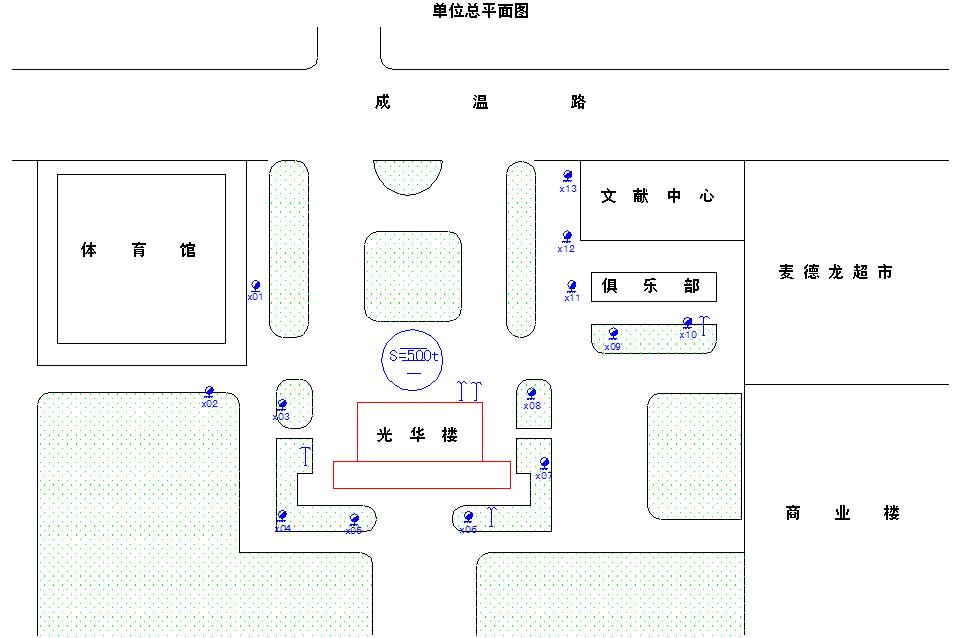 单位总平面图
成 温 路
x13
文献中心
体 育 馆
x12
麦德龙超市
x01
x11
俱 乐 部
x09
x10
S=500t
x02
x03
x08
光 华 楼
x07
商 业 楼
x04
x05
x06